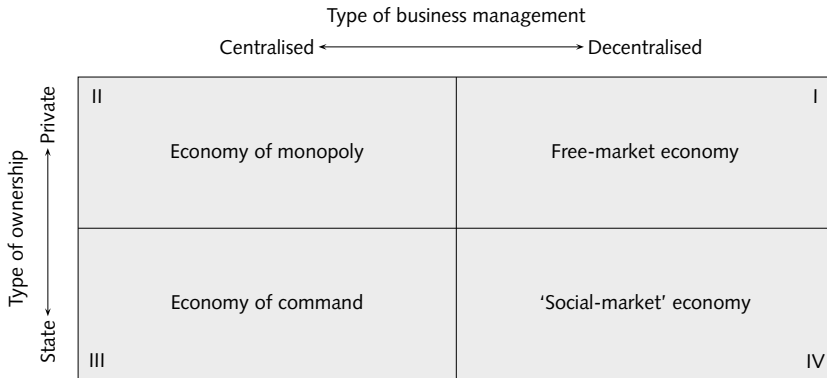 Type of business management
Centralised Decentralised
II I
Private
Economy of monopoly Free-market economy
Type of ownership
Economy of command ‘Social-market’ economy
State
III IV